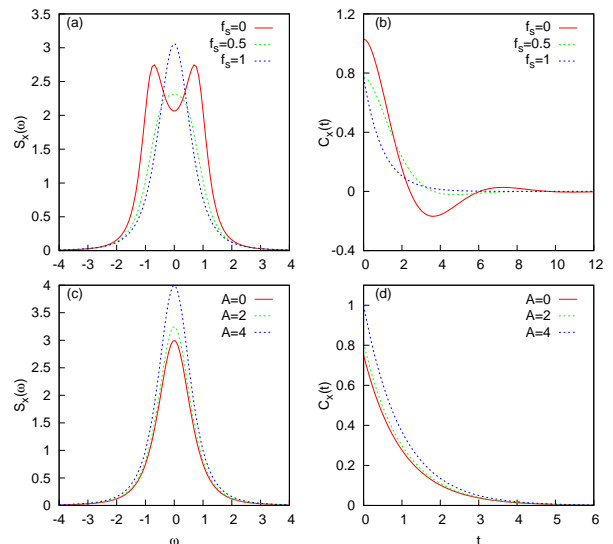 (a)
f_s=0
f_s=0.5
f_s=1
S_x(ω)
3.5
3
2.5
2
1.5
1
0.5
0
-4 -3 -2 -1 0 1 2 3 4
(b)
f_s=0
f_s=0.5
f_s=1
C_x(t)
1.2
0.8
0.4
0
-0.4
0 2 4 6 8 10 12
(c)
A=0
A=2
A=4
S_x(ω)
4
3.5
3
2.5
2
1.5
1
0.5
0
-4 -3 -2 -1 0 1 2 3 4
ω
(d)
A=0
A=2
A=4
C_x(t)
1
0.8
0.6
0.4
0.2
0
0 1 2 3 4 5 6
t